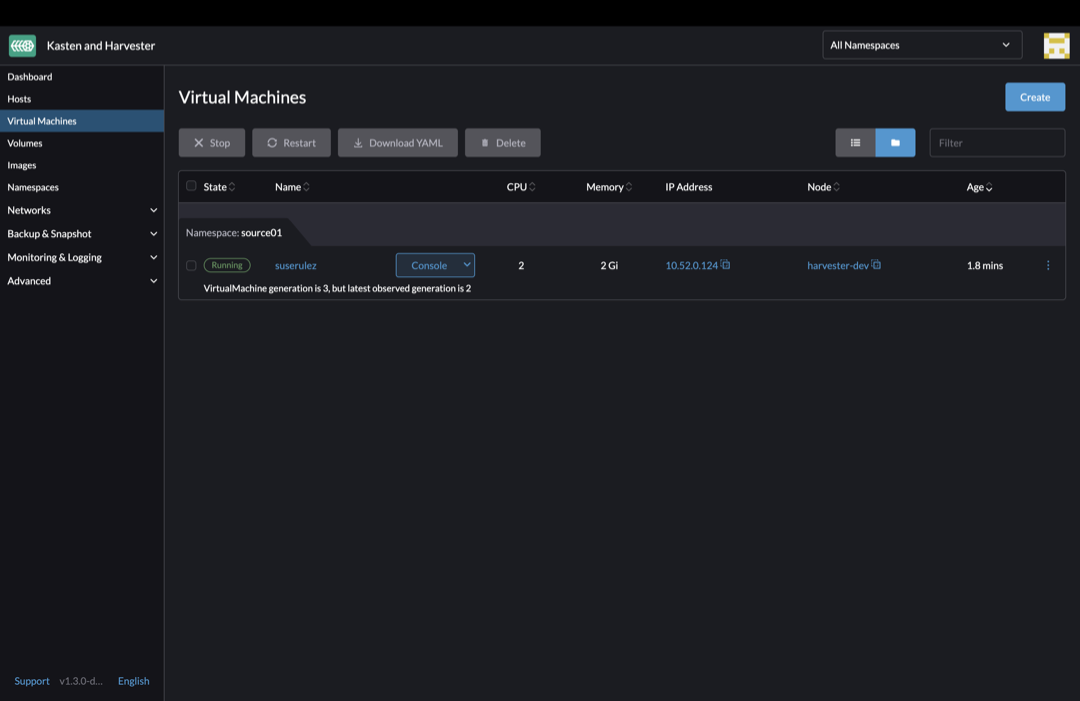 Kasten and Harvester
All Namespaces
Dashboard
Hosts
Virtual Machines
Volumes
Images
Namespaces
Networks
Backup & Snapshot
Monitoring & Logging
Advanced
Virtual Machines
Create
Stop Restart Download YAML Delete
Filter
State Name CPU Memory IP Address Node Age
Namespace: source01
Running suserulez Console 2 2 Gi 10.52.0.124 harvester-dev 1.8 mins
VirtualMachine generation is 3, but latest observed generation is 2
Support v1.3.0-d... English